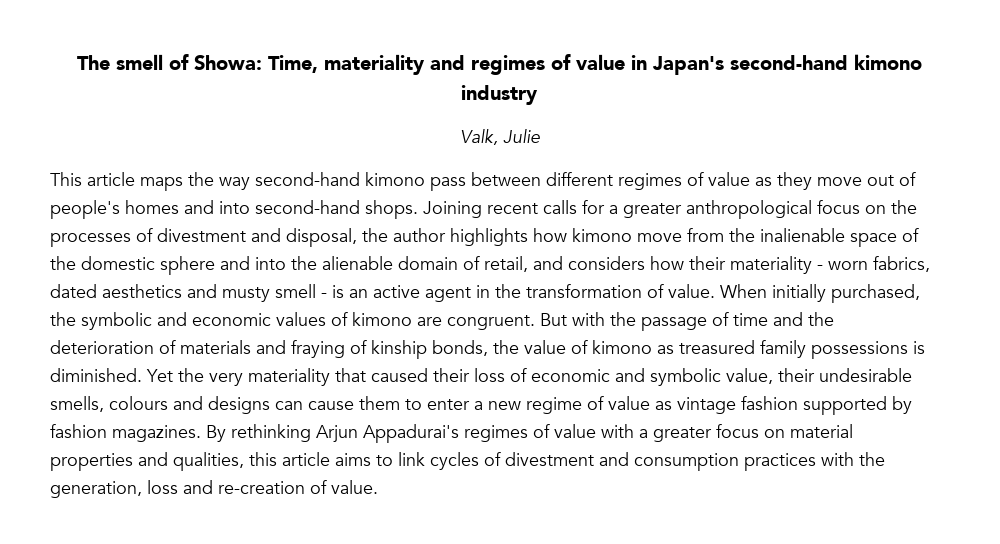 The smell of Showa: Time, materiality and regimes of value in Japan's second-hand kimono
industry
Valk, Julie
This article maps the way second-hand kimono pass between different regimes of value as they move out of
people's homes and into second-hand shops. Joining recent calls for a greater anthropological focus on the
processes of divestment and disposal, the author highlights how kimono move from the inalienable space of
the domestic sphere and into the alienable domain of retail, and considers how their materiality - worn fabrics,
dated aesthetics and musty smell - is an active agent in the transformation of value. When initially purchased,
the symbolic and economic values of kimono are congruent. But with the passage of time and the
deterioration of materials and fraying of kinship bonds, the value of kimono as treasured family possessions is
diminished. Yet the very materiality that caused their loss of economic and symbolic value, their undesirable
smells, colours and designs can cause them to enter a new regime of value as vintage fashion supported by
fashion magazines. By rethinking Arjun Appadurai's regimes of value with a greater focus on material
properties and qualities, this article aims to link cycles of divestment and consumption practices with the
generation, loss and re-creation of value.